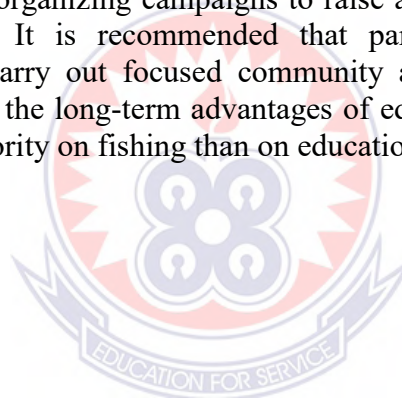 organizing campaigns to raise a
It is recommended that par
arry out focused community a
the long-term advantages of ed
ority on fishing than on educatio
EDUCATION FOR SERVICE